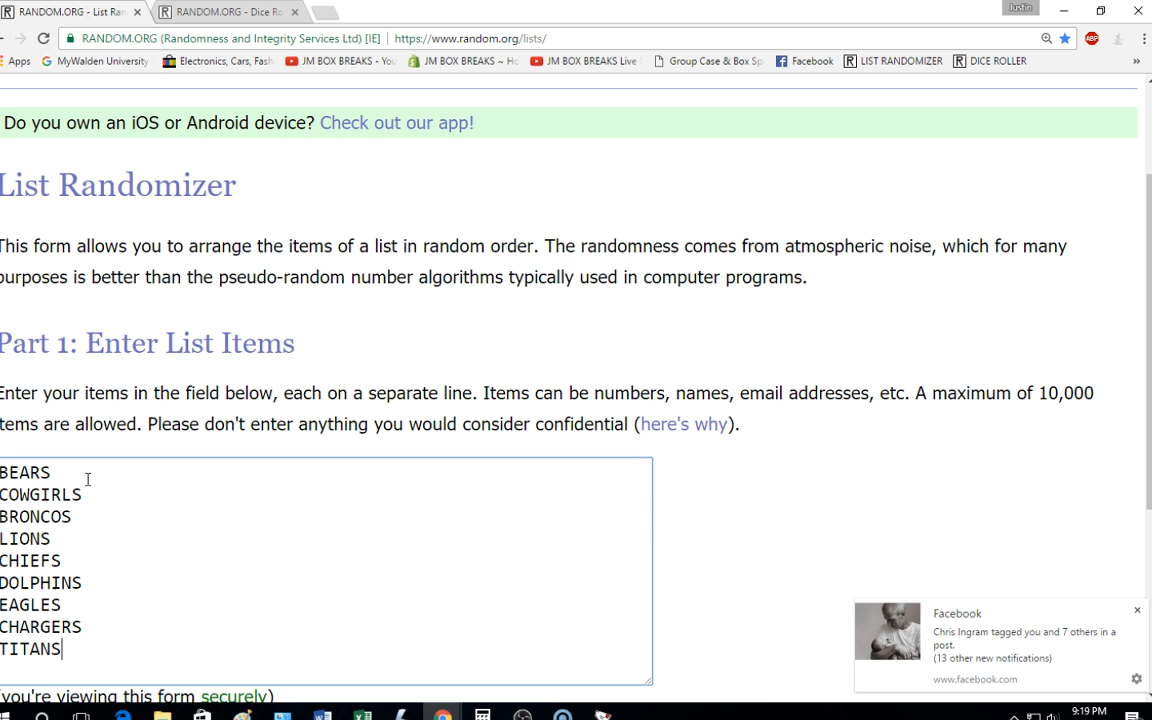 RANDOM.ORG - List Ra
RANDOM.ORG - Dice Ro
Justin
RANDOM.ORG (Randomness and Integrity Services Ltd) [IE] https://www.random.org/lists/
ABP
Apps MyWalden University Electronics, Cars, Fash JM BOX BREAKS - You JM BOX BREAKS ~ Ho JM BOX BREAKS Live Group Case & Box Sp Facebook LIST RANDOMIZER DICE ROLLER »
Do you own an iOS or Android device? Check out our app!
List Randomizer
This form allows you to arrange the items of a list in random order. The randomness comes from atmospheric noise, which for many
purposes is better than the pseudo-random number algorithms typically used in computer programs.
Part 1: Enter List Items
Enter your items in the field below, each on a separate line. Items can be numbers, names, email addresses, etc. A maximum of 10,000
items are allowed. Please don't enter anything you would consider confidential (here's why).
BEARS
COWGIRLS
BRONCOS
LIONS
CHIEFS
DOLPHINS
EAGLES
CHARGERS
TITANS
(you're viewing this form securely)
Facebook
Chris Ingram tagged you and 7 others in a
post.
(13 other new notifications)
www.facebook.com
9:19 PM